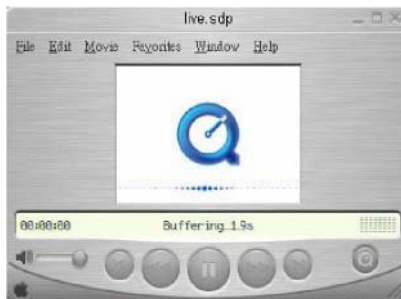 live.sdp
File Edit Movie Favorites Window Help
00:00:00 Buffering 1.9s